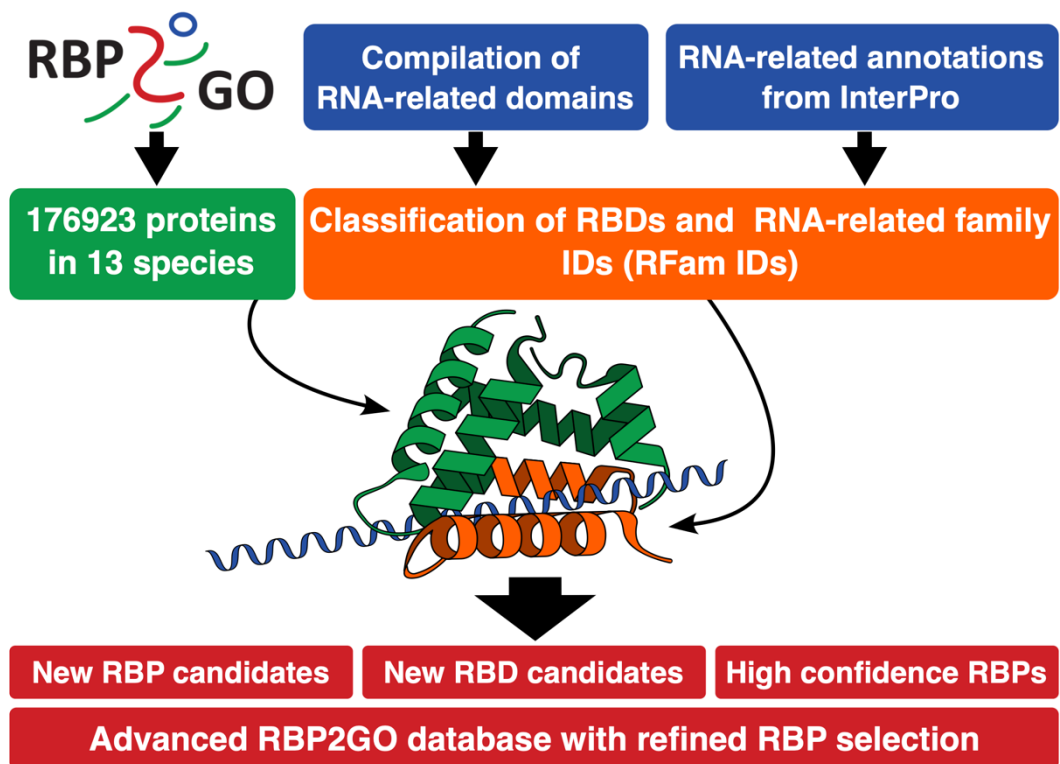 RBP2GO
Compilation of
RNA-related domains
RNA-related annotations
from InterPro
176923 proteins
in 13 species
Classification of RBDs and RNA-related family
IDs (RFam IDs)
New RBP candidates
New RBD candidates
High confidence RBPs
Advanced RBP2GO database with refined RBP selection